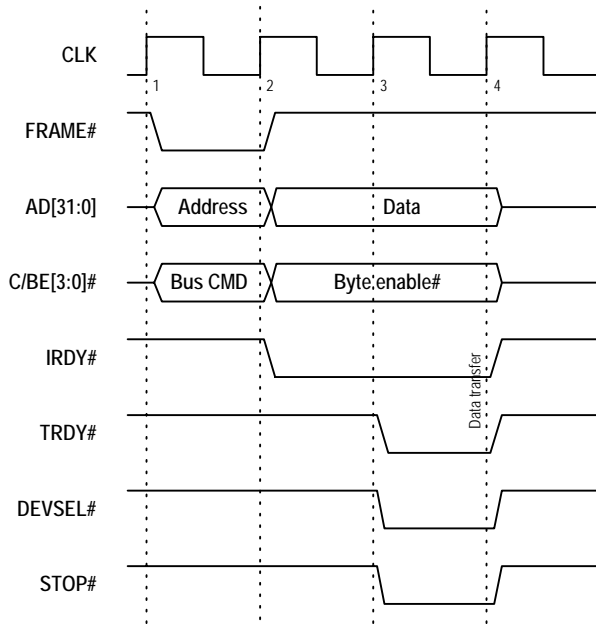 CLK
1 2 3 4
FRAME#
AD[31:0] Address Data
C/BE[3:0]# Bus CMD Byte enable#
IRDY#
Data transfer
TRDY#
DEVSEL#
STOP#